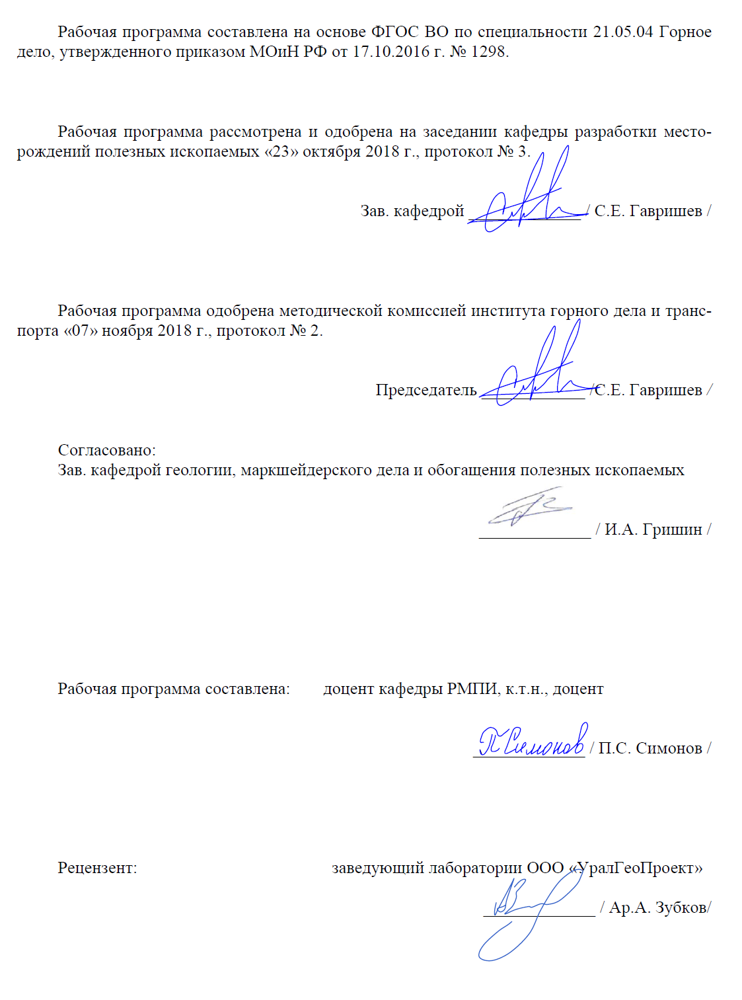 Рабочая программа составлена на основе ФГОС ВО по специальности 21.05.04 Горное
дело, утвержденного приказом МОиН РФ от 17.10.2016 г. № 1298.
Рабочая программа рассмотрена и одобрена на заседании кафедры разработки место-
рождений полезных ископаемых «23» октября 2018 г., протокол № 3.
Зав. кафедрой _____________ / С.Е. Гавришев /
Рабочая программа одобрена методической комиссией института горного дела и транс-
порта «07» ноября 2018 г., протокол № 2.
Председатель ____________ /С.Е. Гавришев /
Согласовано:
Зав. кафедрой геологии, маркшейдерского дела и обогащения полезных ископаемых
_____________ / И.А. Гришин /
Рабочая программа составлена: доцент кафедры РМПИ, к.т.н., доцент
П Симонов / П.С. Симонов /
Рецензент: заведующий лаборатории ООО «УралГеоПроект»
_____________ / Ар.А. Зубков/